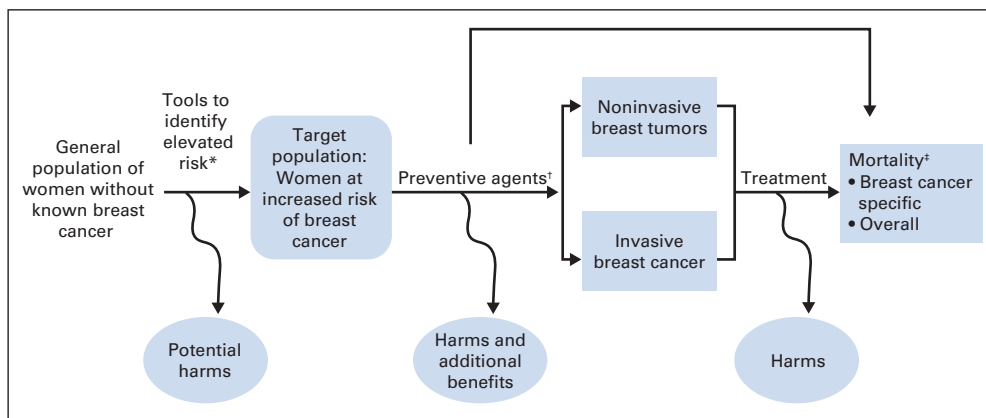 General
population of
women without
known breast
cancer
Tools to
identify
elevated
risk*
Target
population:
Women at
increased risk
of breast
cancer
Preventive agents†
Noninvasive
breast tumors
Invasive
breast cancer
Treatment
Mortality‡
• Breast cancer
specific
• Overall
Potential
harms
Harms and
additional
benefits
Harms